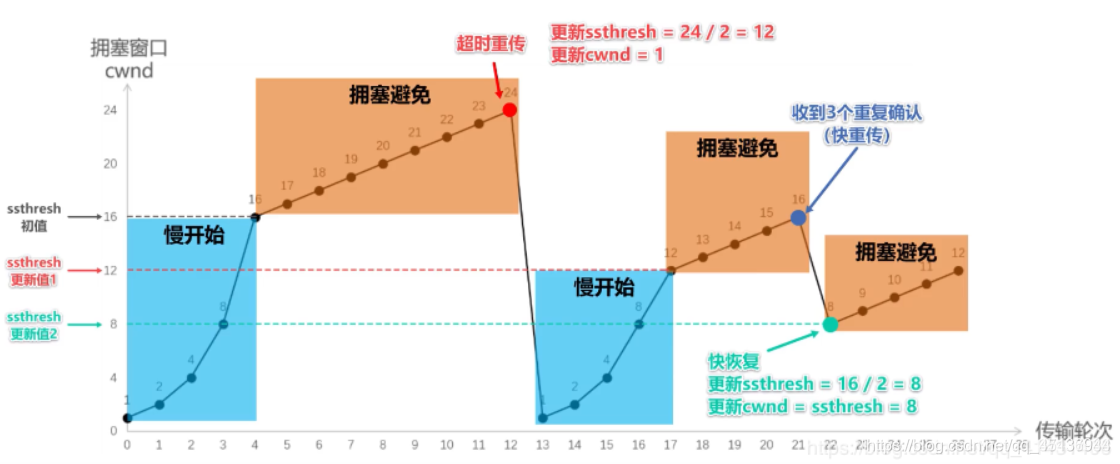 超时重传
更新ssthresh = 24 / 2 = 12
更新cwnd = 1
拥塞窗口
cwnd
拥塞避免
24
23
22
21
20
19
18
17
16
收到3个重复确认
(快重传)
拥塞避免
16
15
14
13
12
拥塞避免
12
11
10
9
8
慢开始
8
4
2
1
慢开始
8
4
2
1
24
20
16
12
8
4
0
ssthresh
初值
ssthresh
更新值1
ssthresh
更新值2
快恢复
更新ssthresh = 16 / 2 = 8
更新cwnd = ssthresh = 8
0 1 2 3 4 5 6 7 8 9 10 11 12 13 14 15 16 17 18 19 20 21 22 23 24 25 26 27 28
传输轮次